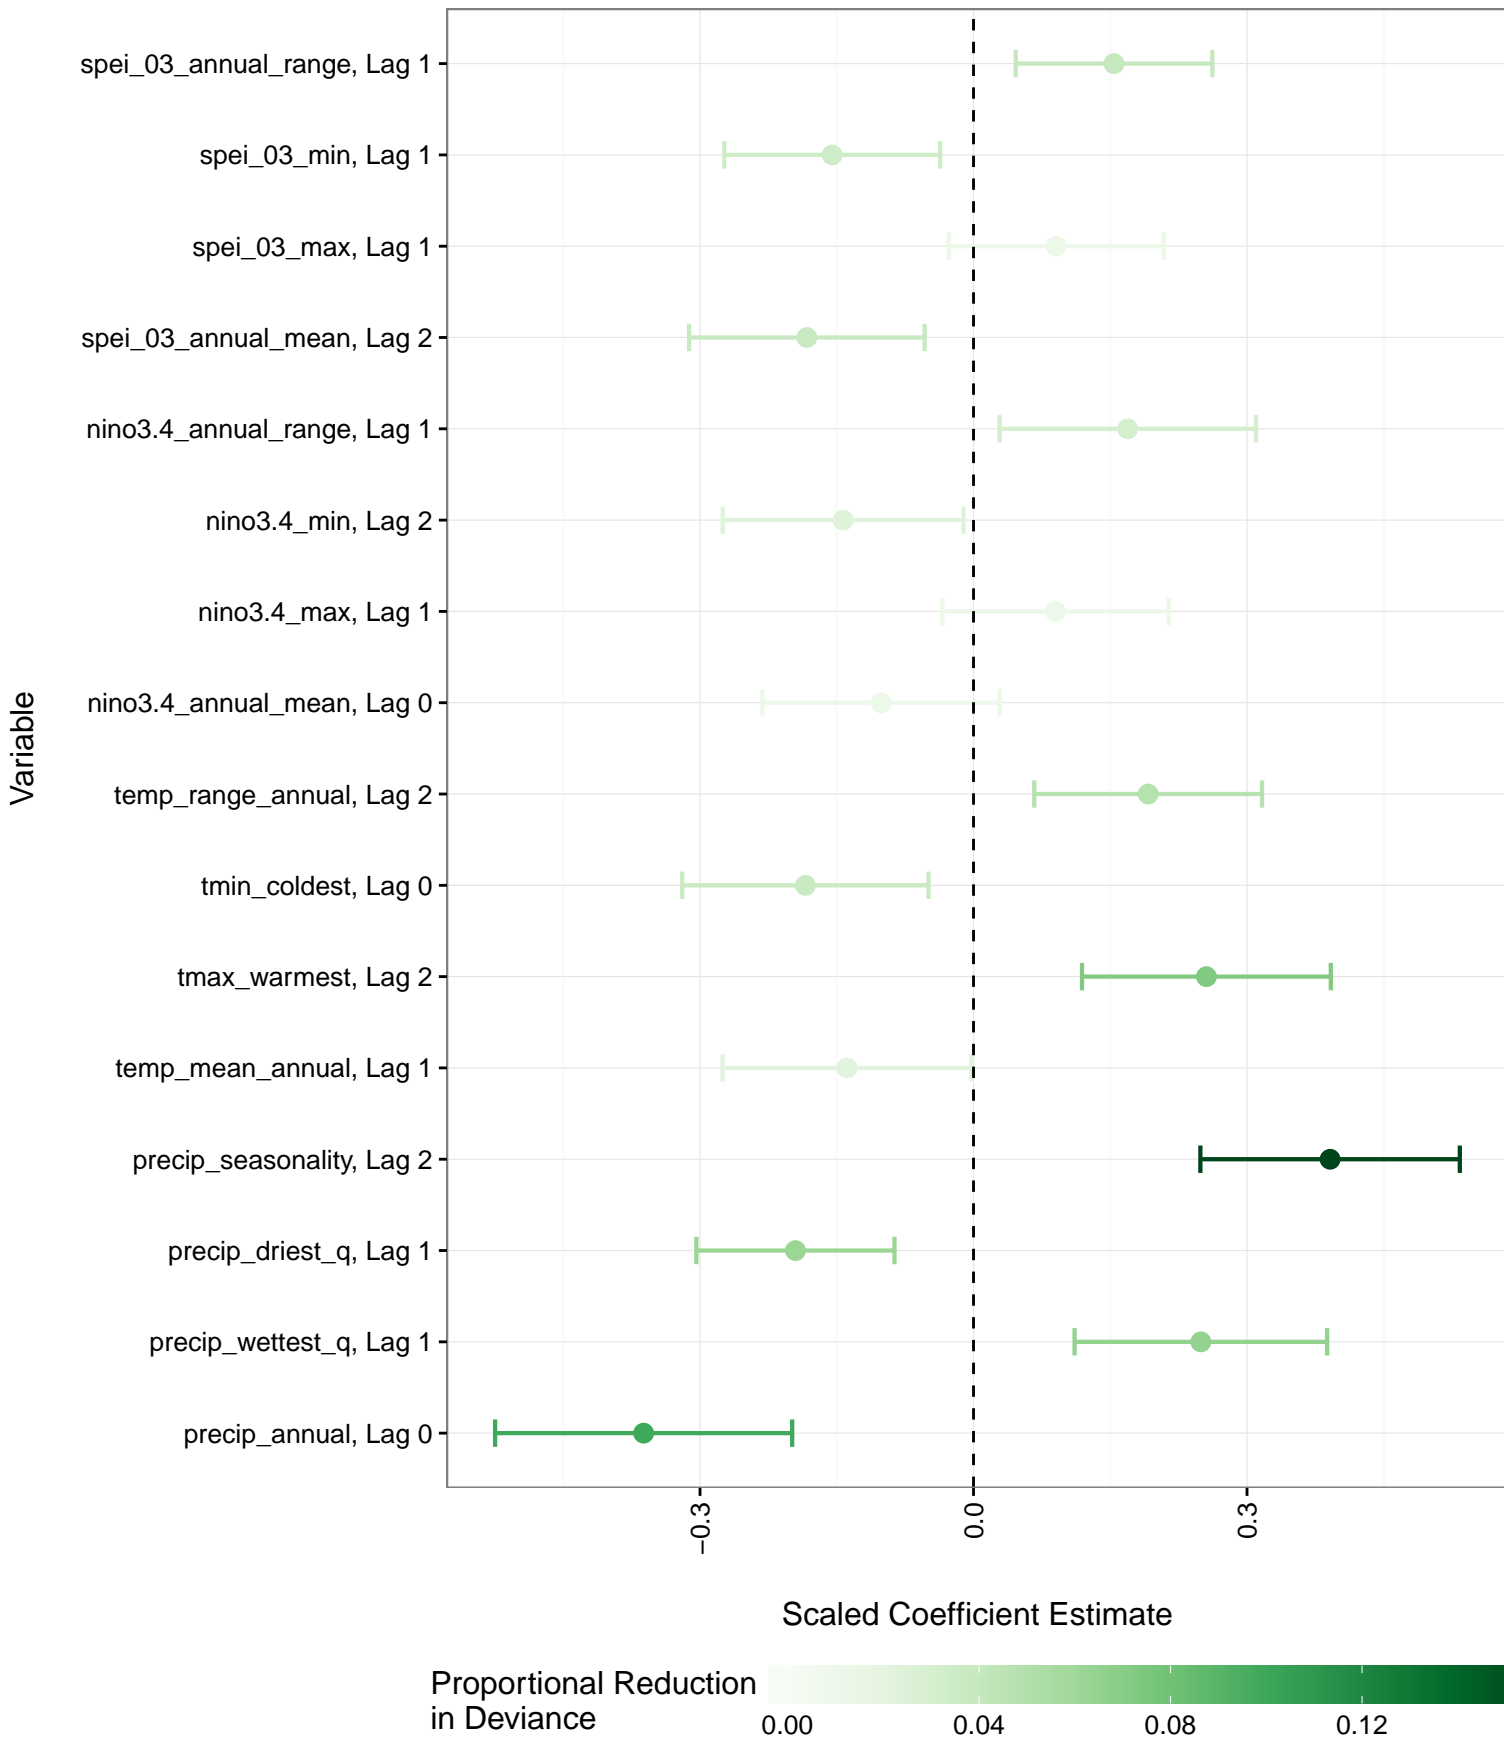 spei_03_annual_range, Lag 1
spei_03_min, Lag 1
spei_03_max, Lag 1
spei_03_annual_mean, Lag 2
nino3.4_annual_range, Lag 1
nino3.4_min, Lag 2
nino3.4_max, Lag 1
nino3.4_annual_mean, Lag 0
temp_range_annual, Lag 2
tmin_coldest, Lag 0
tmax_warmest, Lag 2
temp_mean_annual, Lag 1
precip_seasonality, Lag 2
precip_driest_q, Lag 1
precip_wettest_q, Lag 1
precip_annual, Lag 0
Variable
−0.3
0.0
0.3
Scaled Coefficient Estimate
Proportional Reduction
in Deviance
0.00
0.04
0.08
0.12